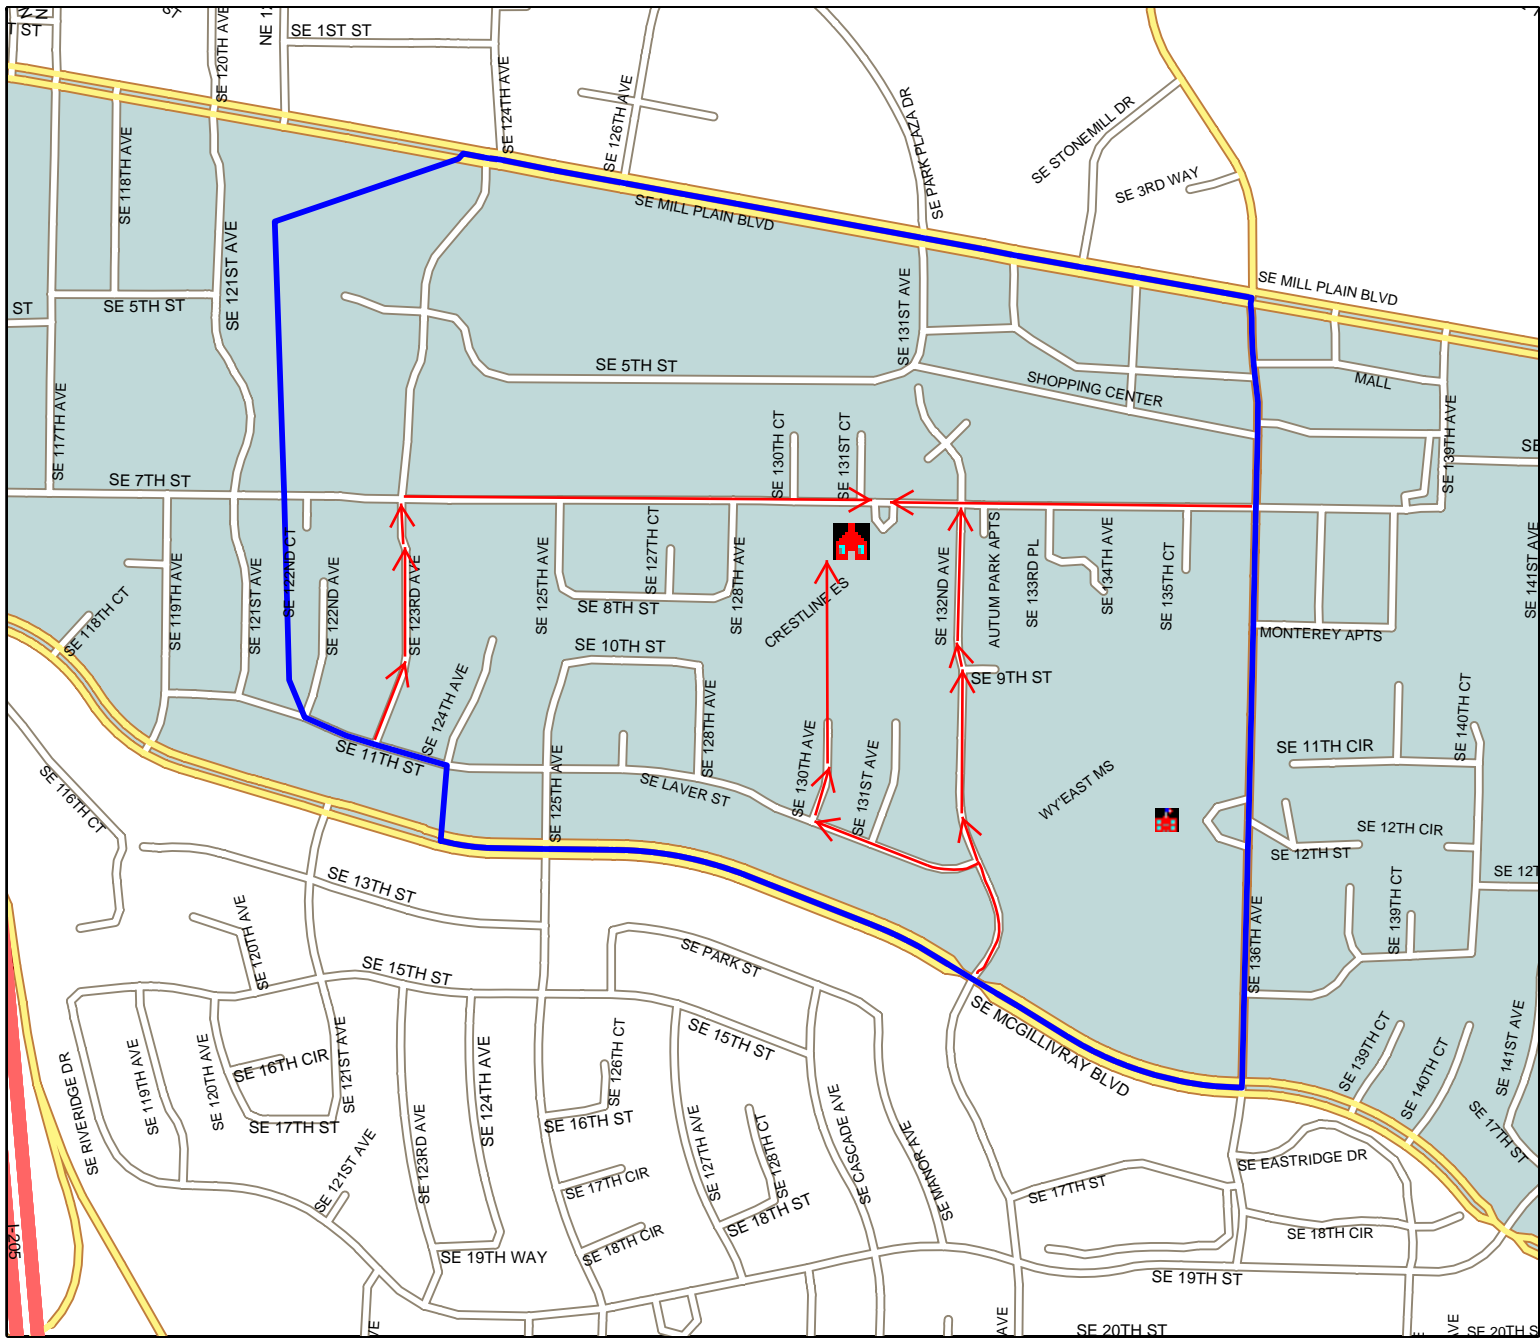 ST
T ST
SE 120TH AVE
NE 12
SE 1ST ST
SE 124TH AVE
SE 126TH AVE
SE PARK PLAZA DR
SE STONEMILL DR
SE 3RD WAY
SE 118TH AVE
SE 121ST AVE
SE MILL PLAIN BLVD
SE MILL PLAIN BLVD
ST
SE 5TH ST
SE 131ST AVE
SE 5TH ST
SHOPPING CENTER
MALL
SE 117TH AVE
SE 130TH CT
SE 131ST CT
SE 139TH AVE
SE
SE 7TH ST
SE 119TH AVE
SE 121ST AVE
SE 122ND CT
SE 122ND AVE
SE 123RD AVE
SE 125TH AVE
SE 127TH CT
SE 128TH AVE
SE 8TH ST
CRESTLINE ES
SE 132ND AVE
AUTUM PARK APTS
SE 133RD PL
SE 134TH AVE
SE 135TH CT
SE 141ST AVE
SE 118TH CT
MONTEREY APTS
SE 10TH ST
SE 9TH ST
SE 124TH AVE
SE 128TH AVE
SE 140TH CT
SE 11TH ST
SE 125TH AVE
SE LAVER ST
SE 130TH AVE
SE 131ST AVE
WY'EAST MS
SE 11TH CIR
SE 116TH CT
SE 12TH CIR
SE 12TH ST
SE 12T
SE 13TH ST
SE 120TH AVE
SE 136TH AVE
SE 139TH CT
SE 15TH ST
SE PARK ST
SE MCGILLIVRAY BLVD
SE 15TH ST
SE RIVERIDGE DR
SE 119TH AVE
SE 120TH AVE
SE 16TH CIR
SE 121ST AVE
SE 124TH AVE
SE 126TH CT
SE 139TH CT
SE 140TH CT
SE 141ST AVE
SE 17TH ST
SE 17TH ST
SE 16TH ST
SE 121ST AVE
SE 123RD AVE
SE 127TH AVE
SE 128TH CT
SE CASCADE AVE
SE MANOR AVE
SE EASTRIDGE DR
SE 17TH CIR
SE 17TH ST
SE 18TH ST
SE 18TH CIR
SE 18TH CIR
I-205
SE 19TH WAY
SE 19TH ST
VE
AVE
SE 20TH ST
E
AVE
SE 20TH S